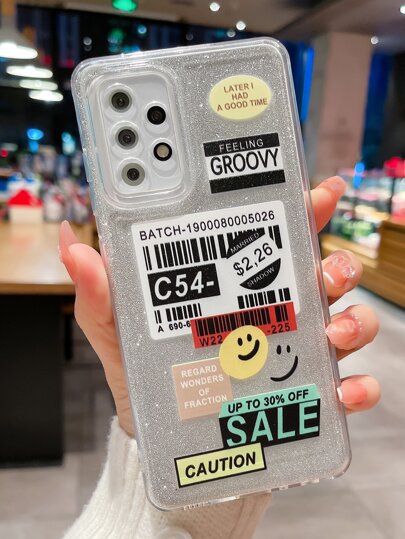 LATER I
HAD
A GOOD TIME
FEELING
GROOVY
BATCH-1900080005026
MARRIED
$2,26
SHADOW
C54-
A 690-6
W22
-225
REGARD
WONDERS
OF
FRACTION
UP TO 30% OFF
SALE
CAUTION